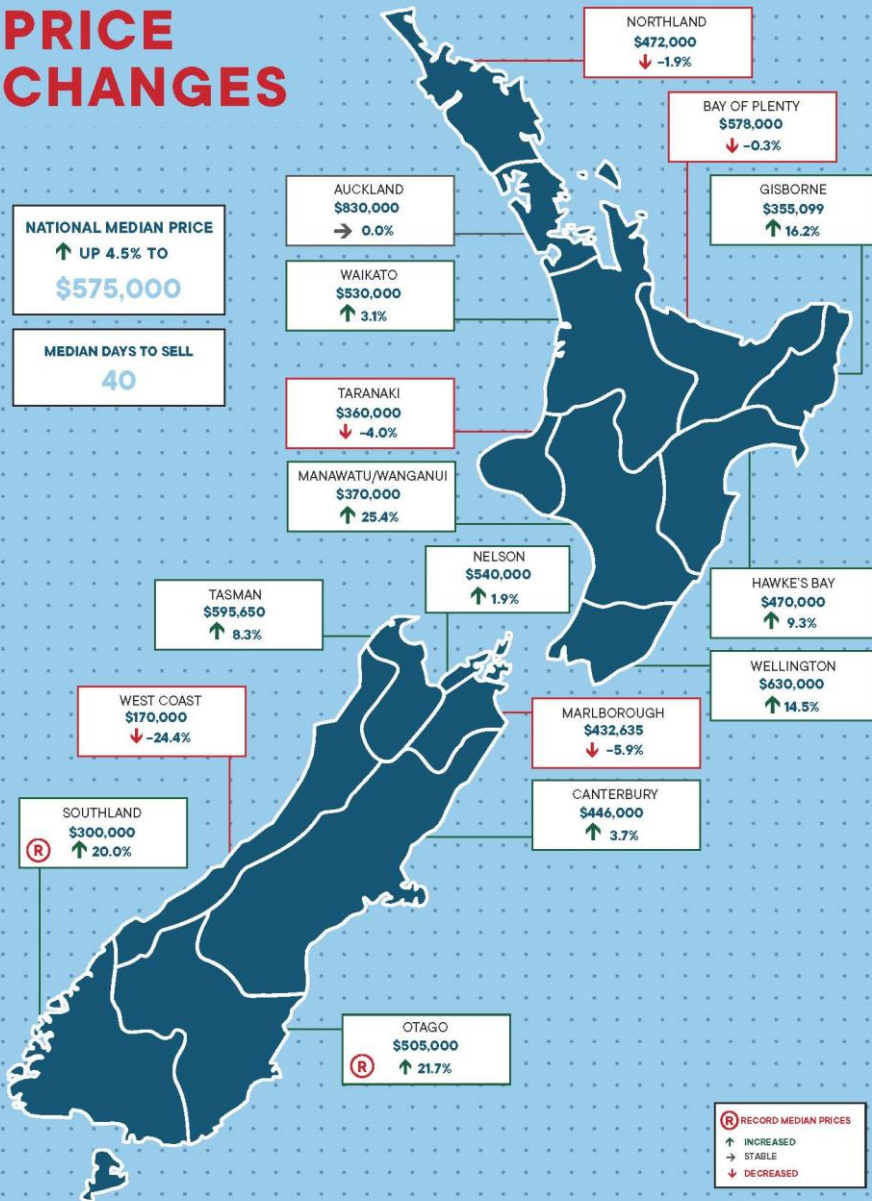 PRICE
CHANGES
NATIONAL MEDIAN PRICE
↑ UP 4.5% TO
$575,000
MEDIAN DAYS TO SELL
40
NORTHLAND
$472,000
↓ -1.9%
BAY OF PLENTY
$578,000
↓ -0.3%
AUCKLAND
$830,000
→ 0.0%
GISBORNE
$355,099
↑ 16.2%
WAIKATO
$530,000
↑ 3.1%
TARANAKI
$360,000
↓ -4.0%
MANAWATU/WANGANUI
$370,000
↑ 25.4%
NELSON
$540,000
↑ 1.9%
HAWKE'S BAY
$470,000
↑ 9.3%
TASMAN
$595,650
↑ 8.3%
WELLINGTON
$630,000
↑ 14.5%
WEST COAST
$170,000
↓ -24.4%
MARLBOROUGH
$432,635
↓ -5.9%
CANTERBURY
$446,000
↑ 3.7%
SOUTHLAND
$300,000
R ↑ 20.0%
OTAGO
$505,000
R ↑ 21.7%
R RECORD MEDIAN PRICES
↑ INCREASED
→ STABLE
↓ DECREASED